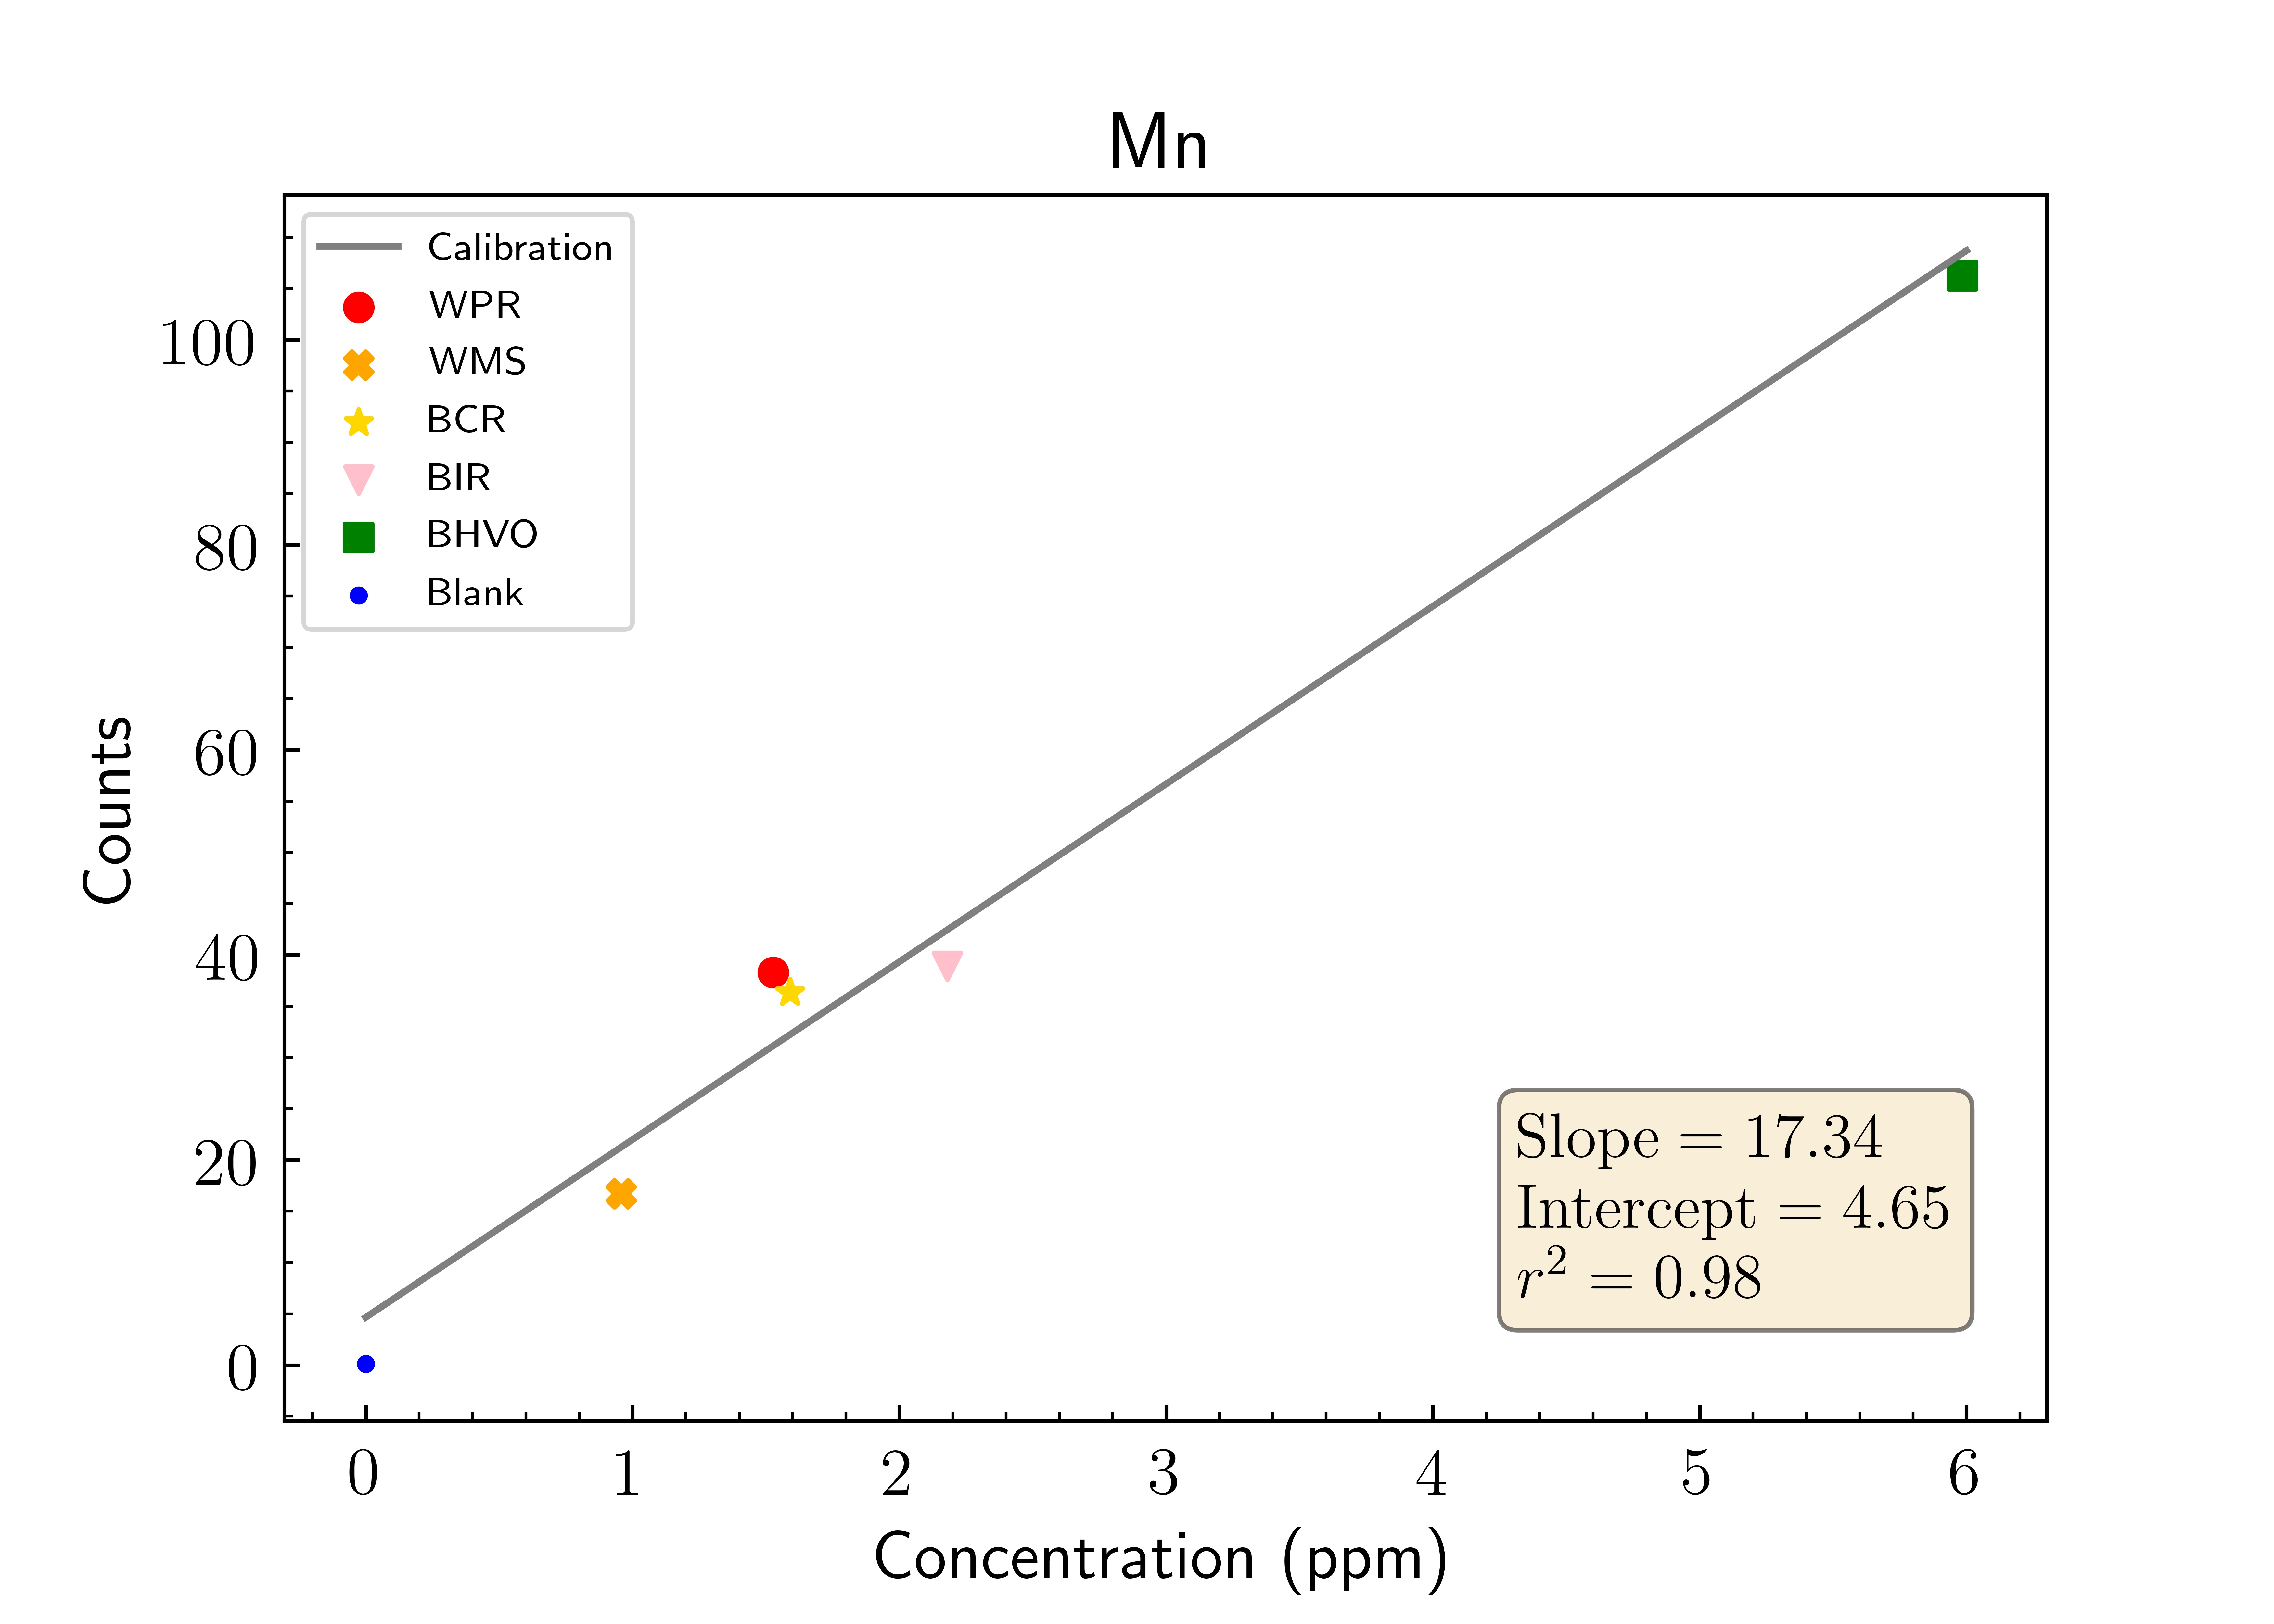 Mn
Calibration
WPR
WMS
BCR
BIR
BHVO
Blank
100
80
60
40
20
0
Counts
Slope = 17.34
Intercept = 4.65
r² = 0.98
0 1 2 3 4 5 6
Concentration (ppm)